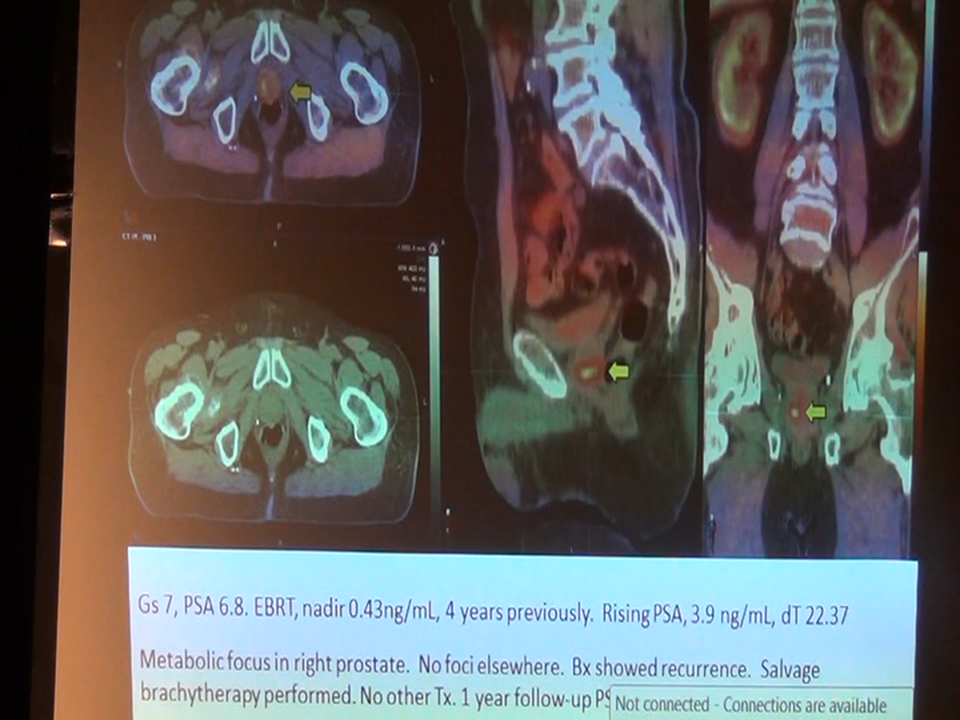 Gs 7, PSA 6.8. EBRT, nadir 0.43ng/mL, 4 years previously. Rising PSA, 3.9 ng/mL, dT 22.37
Metabolic focus in right prostate. No foci elsewhere. Bx showed recurrence. Salvage
brachytherapy performed. No other Tx. 1 year follow-up PS
Not connected - Connections are available